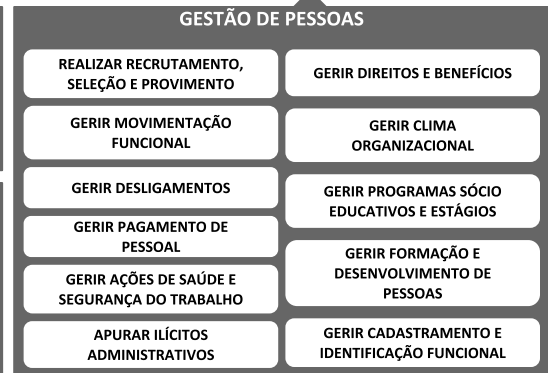 GESTÃO DE PESSOAS
REALIZAR RECRUTAMENTO,
SELEÇÃO E PROVIMENTO
GERIR MOVIMENTAÇÃO
FUNCIONAL
GERIR DESLIGAMENTOS
GERIR PAGAMENTO DE
PESSOAL
GERIR AÇÕES DE SAÚDE E
SEGURANÇA DO TRABALHO
APURAR ILÍCITOS
ADMINISTRATIVOS
GERIR DIREITOS E BENEFÍCIOS
GERIR CLIMA
ORGANIZACIONAL
GERIR PROGRAMAS SÓCIO
EDUCATIVOS E ESTÁGIOS
GERIR FORMAÇÃO E
DESENVOLVIMENTO DE
PESSOAS
GERIR CADASTRAMENTO E
IDENTIFICAÇÃO FUNCIONAL